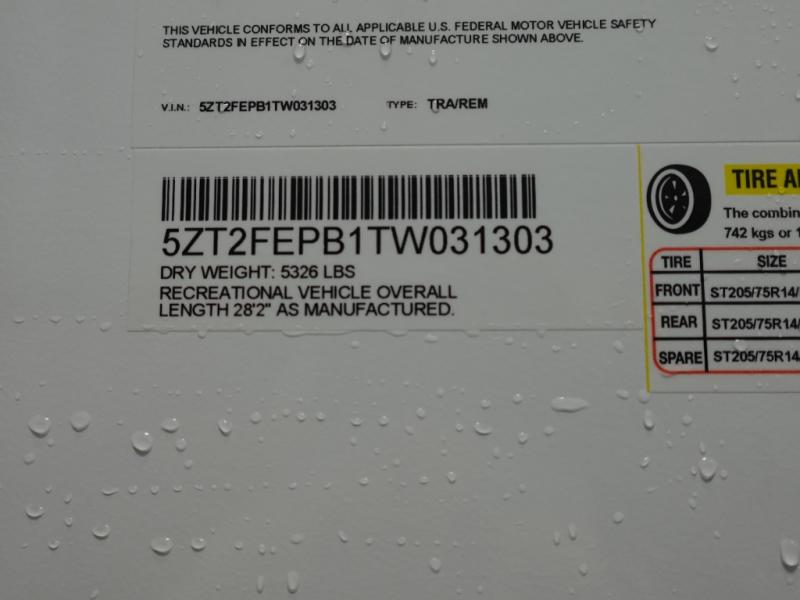 THIS VEHICLE CONFORMS TO ALL APPLICABLE U.S. FEDERAL MOTOR VEHICLE SAFETY
STANDARDS IN EFFECT ON THE DATE OF MANUFACTURE SHOWN ABOVE.
V.I.N.: 5ZT2FEPB1TW031303 TYPE: TRA/REM
5ZT2FEPB1TW031303
DRY WEIGHT: 5326 LBS
RECREATIONAL VEHICLE OVERALL
LENGTH 28'2" AS MANUFACTURED.
TIRE
The
742 kgs or
TIRE SIZE
FRONT ST205/75R14/
REAR ST205/75R14/
SPARE ST205/75R14